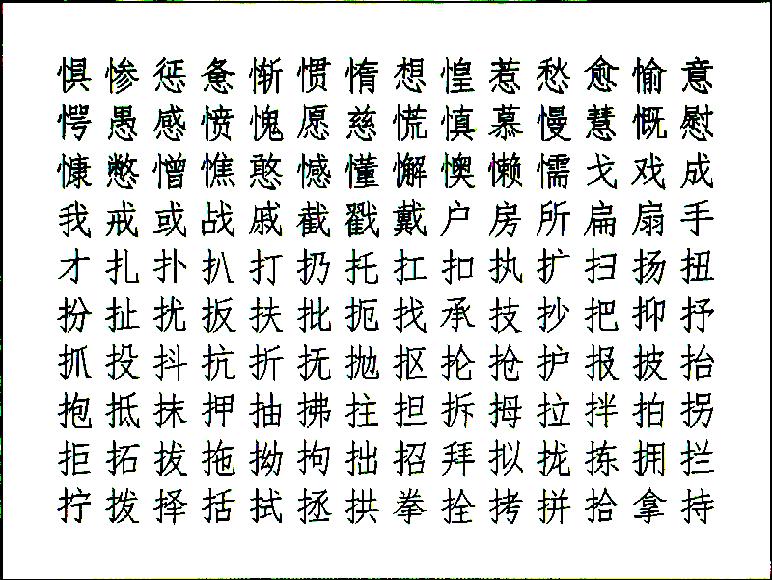 惧惨惩惫惭惯惰想惶惹愁愈愉意
愕愚感愤愧愿慈慌慎慕慢慧慨慰
慷憋憎憔憨憾懂懈懊懒懦戈戏成
我戒或战戚截戳戴户房所扁扇手
才扎扑扒打扔托扛扣执扩扫扬扭
扮扯扰扳扶批扼找承技抄把抑抒
抓投抖抗折抚抛抠抡抢护报披抬
抱抵抹押抽拂拄担拆拇拉拌拍拐
拒拓拔拖拗拘拙招拜拟拢拣拥拦
拧拨择括拭拯拱拳拴拷拼拾拿持